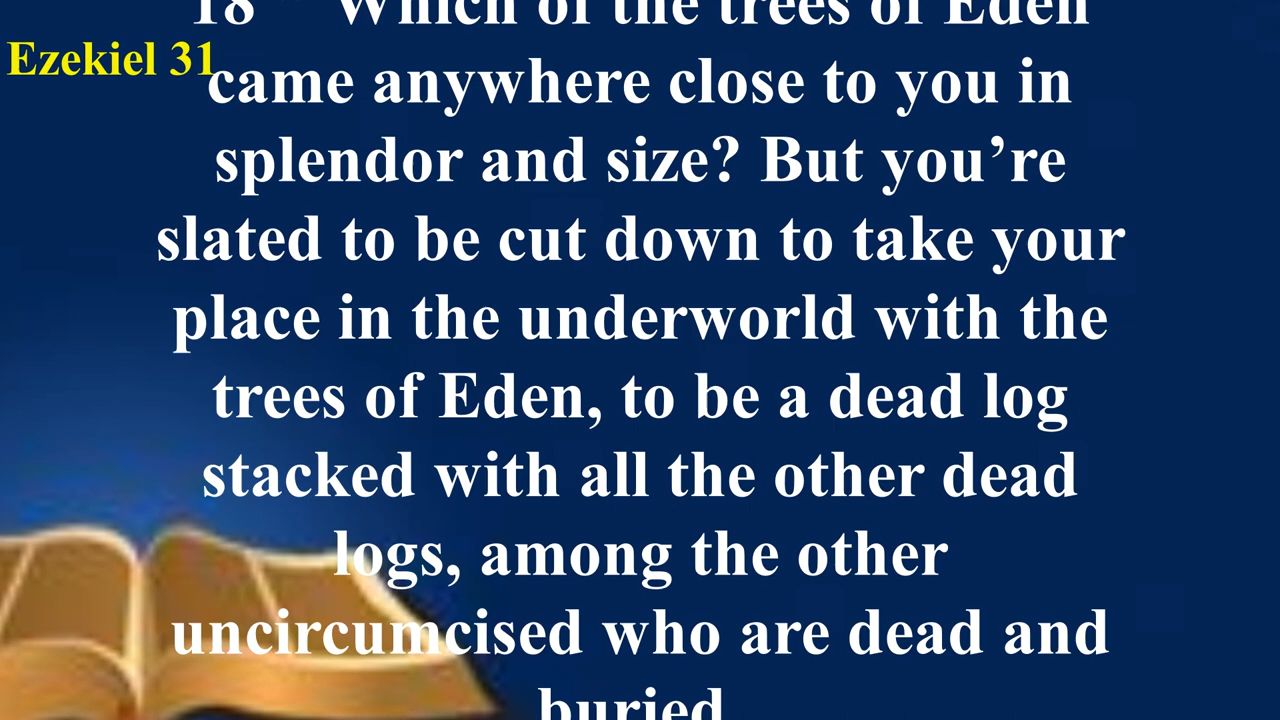 18 “ Which of the trees of Eden
Ezekiel 31
came anywhere close to you in
splendor and size? But you’re
slated to be cut down to take your
place in the underworld with the
trees of Eden, to be a dead log
stacked with all the other dead
logs, among the other
uncircumcised who are dead and
buried